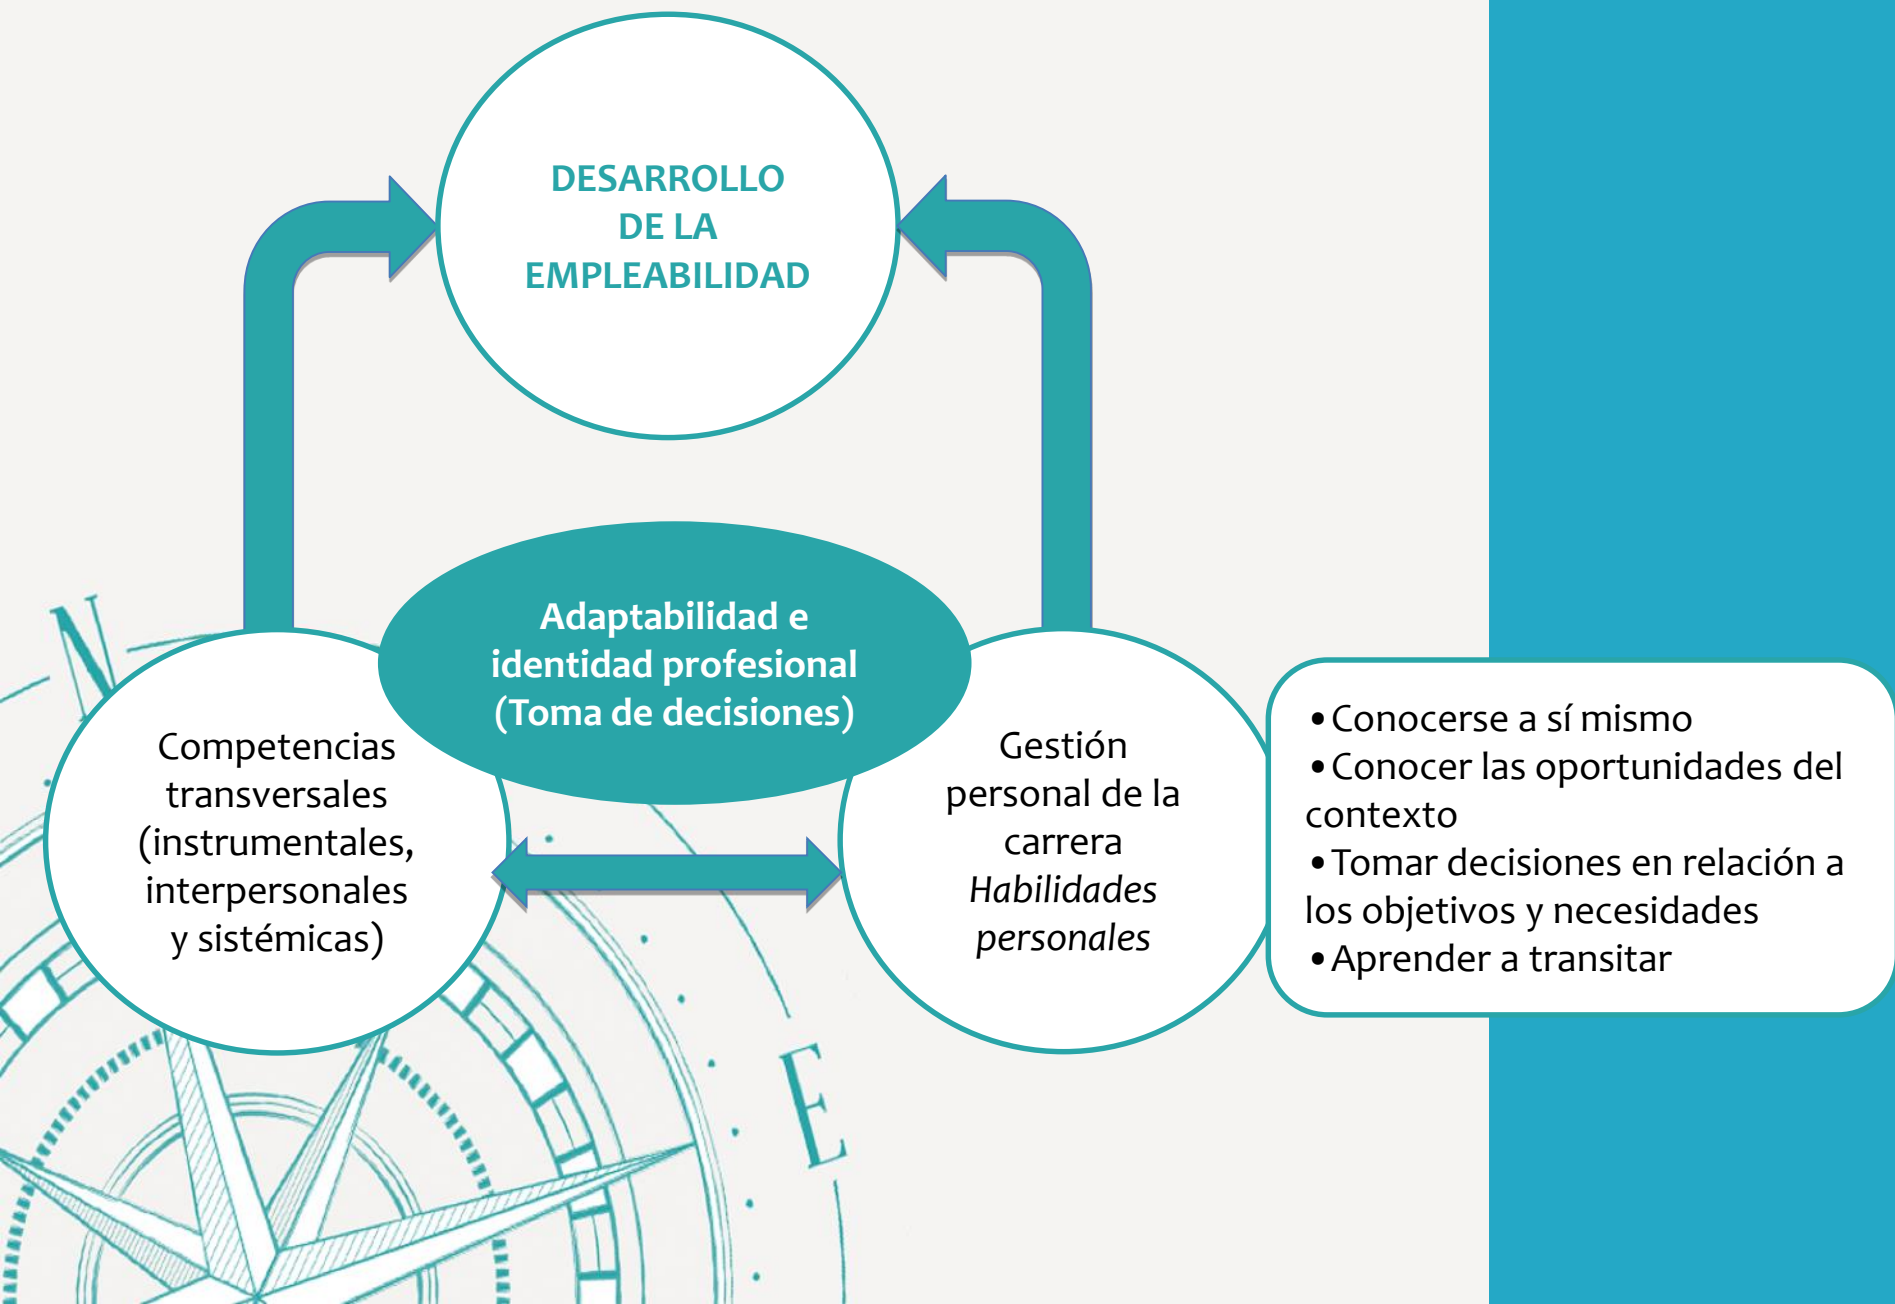 DESARROLLO
DE LA
EMPLEABILIDAD
Adaptabilidad e
identidad profesional
(Toma de decisiones)
Competencias
transversales
(instrumentales,
interpersonales
y sistémicas)
Gestión
personal de la
carrera
Habilidades
personales
•Conocerse a sí mismo
•Conocer las oportunidades del
contexto
•Tomar decisiones en relación a
los objetivos y necesidades
•Aprender a transitar
N
E